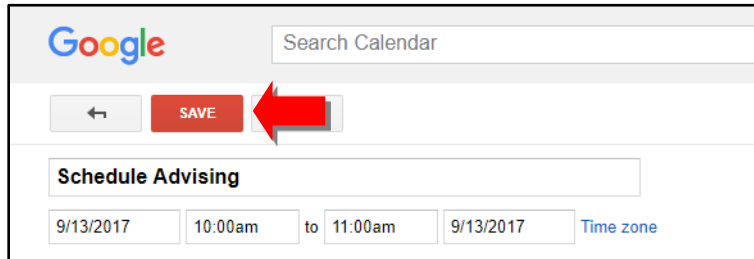 Google Search Calendar
SAVE
Schedule Advising
9/13/2017 10:00am to 11:00am 9/13/2017 Time zone